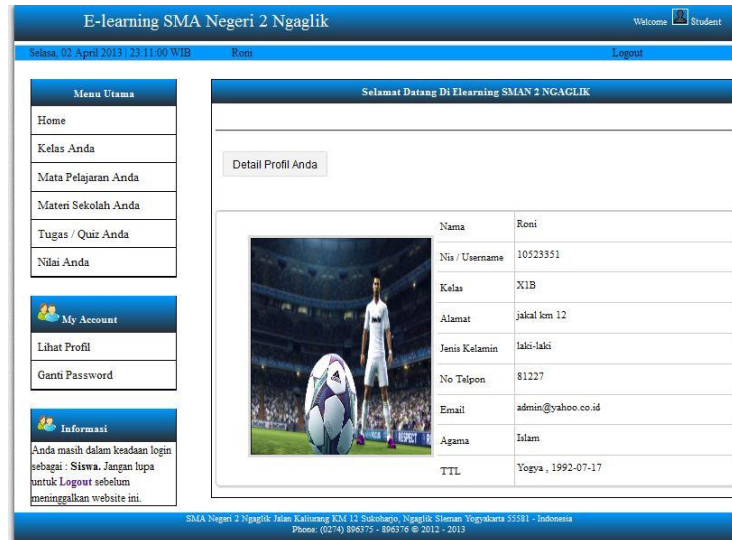 E-learning SMA Negeri 2 Ngaglik
Welcome Student
Selasa, 02 April 2013 | 23:11:00 WIB Roni Logout
Menu Utama
Home
Kelas Anda
Mata Pelajaran Anda
Materi Sekolah Anda
Tugas / Quiz Anda
Nilai Anda
My Account
Lihat Profil
Ganti Password
Informasi
Anda masih dalam keadaan login
sebagai : Siswa. Jangan lupa
untuk Logout sebelum
meninggalkan website ini.
Selamat Datang Di Elearning SMAN 2 NGAGLIK
Detail Profil Anda
RESPECT
Nama Roni
Nis / Username 10523351
Kelas X1B
Alamat jakal km 12
Jenis Kelamin laki-laki
No Telpon 81227
Email admin@yahoo.co.id
Agama Islam
TTL Yogya , 1992-07-17
SMA Negeri 2 Ngaglik Jalan Kaliurang KM 12 Sukoharjo, Ngaglik Sleman Yogyakarta 55581 - Indonesia
Phone: (0274) 896375 - 896376 © 2012 - 2013